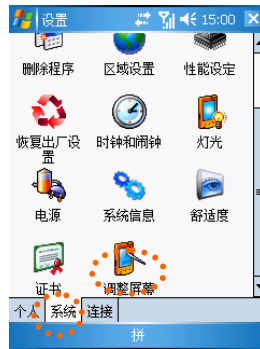 设置 15:00
删除程序 区域设置 性能设定
恢复出厂设置 时钟和闹钟 灯光
电源 系统信息 舒适度
证书 调整屏幕
个人 系统 连接
拼